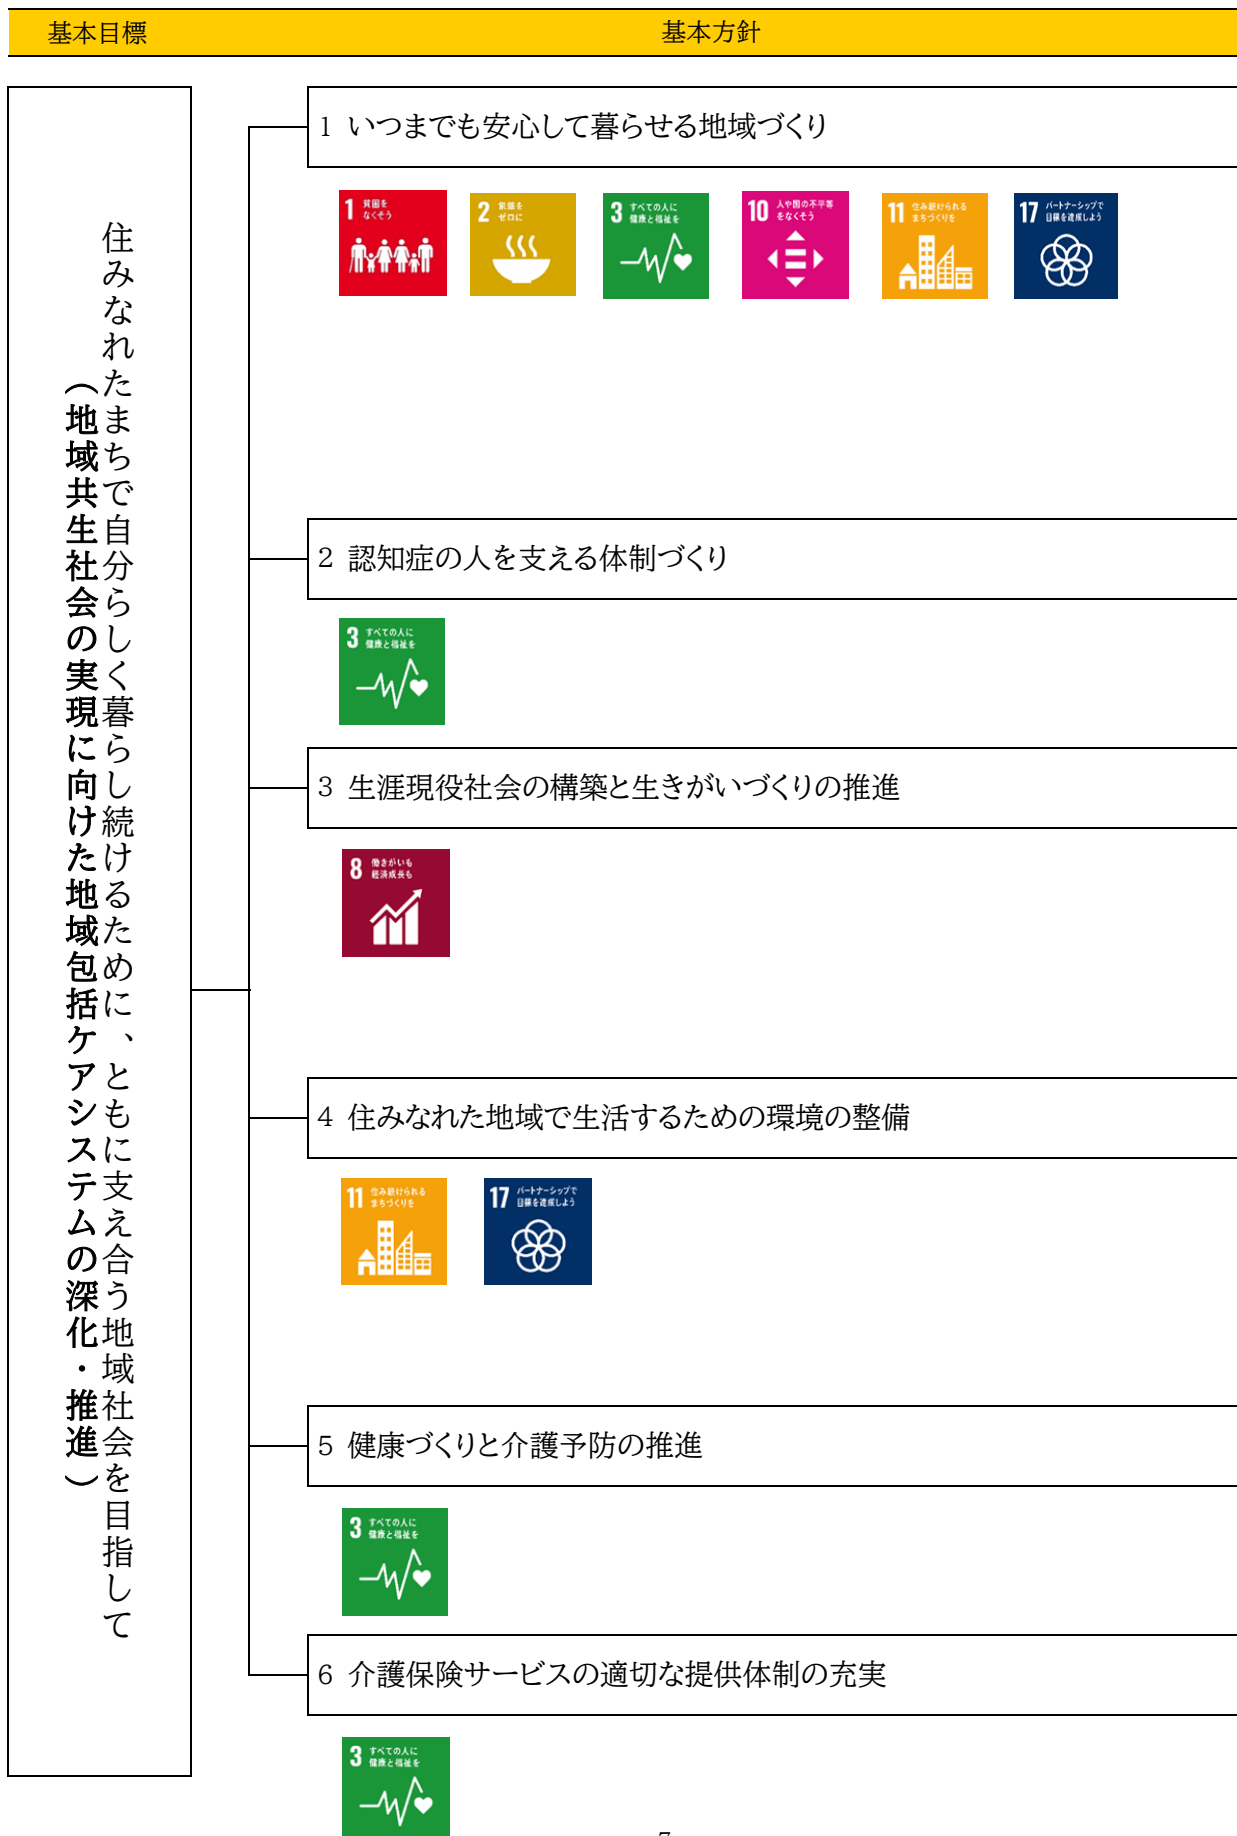 基本目標
基本方針
住みなれたまちで自分らしく暮らし続けるために、ともに支え合う地域社会を目指して
（地域共生社会の実現に向けた地域包括ケアシステムの深化・推進）
1 いつまでも安心して暮らせる地域づくり
1 貧困を
なくそう
2 飢餓を
ゼロに
3 すべての人に
健康と福祉を
10 人や国の不平等
をなくそう
11 住み続けられる
まちづくりを
17 パートナーシップで
目標を達成しよう
2 認知症の人を支える体制づくり
3 すべての人に
健康と福祉を
3 生涯現役社会の構築と生きがいづくりの推進
8 働きがいも
経済成長も
4 住みなれた地域で生活するための環境の整備
11 住み続けられる
まちづくりを
17 パートナーシップで
目標を達成しよう
5 健康づくりと介護予防の推進
3 すべての人に
健康と福祉を
6 介護保険サービスの適切な提供体制の充実
3 すべての人に
健康と福祉を